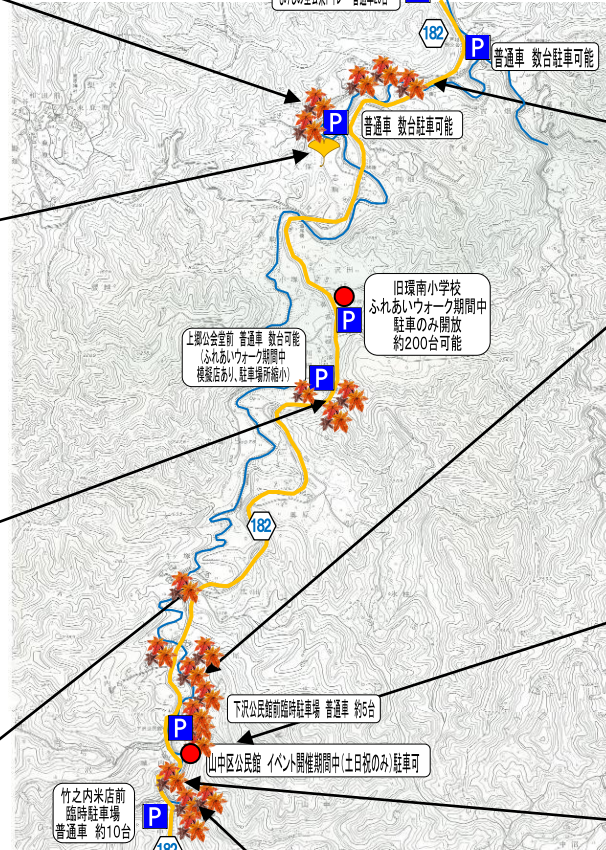 182
P
普通車 数台駐車可能
P
普通車 数台駐車可能
旧環南小学校
ふれあいウォーク期間中
駐車のみ開放
約200台可能
P
上郷公会堂前 普通車 数台可能
(ふれあいウォーク期間中
模擬店あり、駐車場所縮小)
P
182
下沢公民館前臨時駐車場 普通車 約5台
P
山中区公民館 イベント開催期間中(土日祝のみ)駐車可
竹之内米店前
臨時駐車場
普通車 約10台
P
182